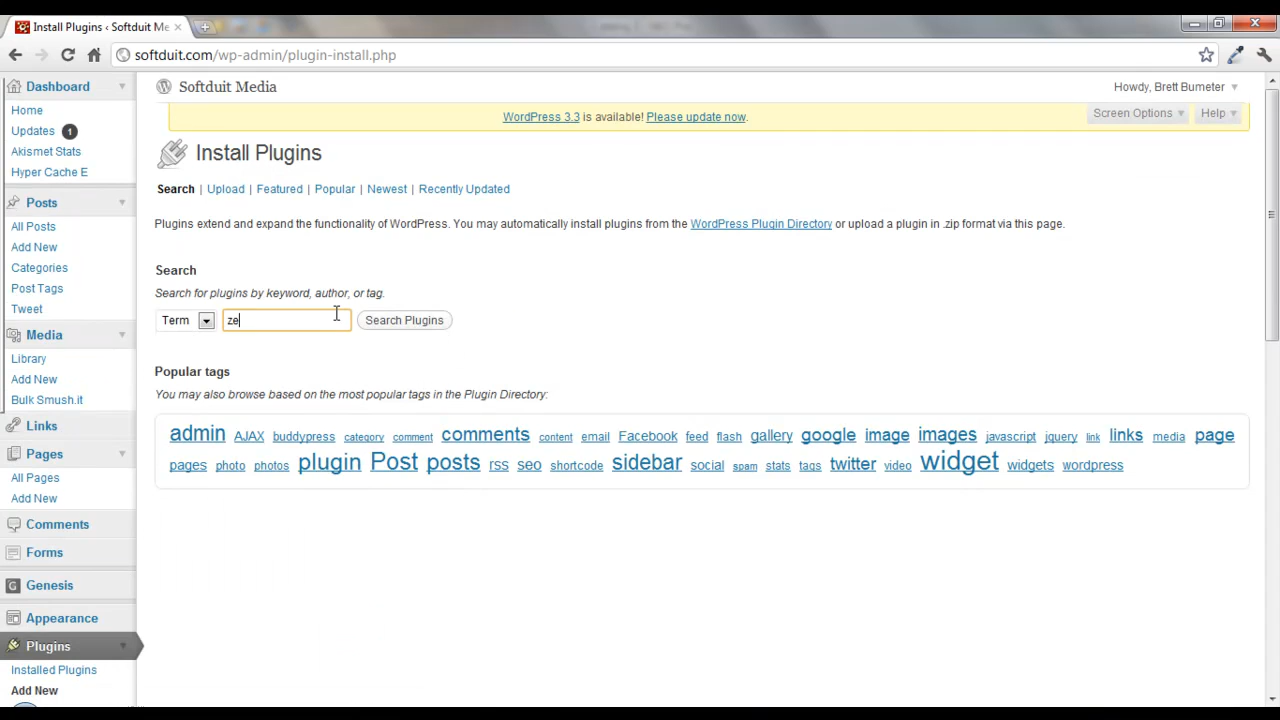 Install Plugins ‹ Softduit Me
softduit.com/wp-admin/plugin-install.php
Dashboard
Home
Updates 1
Akismet Stats
Hyper Cache E
Posts
All Posts
Add New
Categories
Post Tags
Tweet
Media
Library
Add New
Bulk Smush.it
Links
Pages
All Pages
Add New
Comments
Forms
Genesis
Appearance
Plugins
Installed Plugins
Add New
Softduit Media
Howdy, Brett Bumeter
WordPress 3.3 is available! Please update now.
Screen Options Help
Install Plugins
Search | Upload | Featured | Popular | Newest | Recently Updated
Plugins extend and expand the functionality of WordPress. You may automatically install plugins from the WordPress Plugin Directory or upload a plugin in .zip format via this page.
Search
Search for plugins by keyword, author, or tag.
Term ze Search Plugins
Popular tags
You may also browse based on the most popular tags in the Plugin Directory:
admin AJAX buddypress category comment comments content email Facebook feed flash gallery google image images javascript jquery link links media page
pages photo photos plugin Post posts rss seo shortcode sidebar social spam stats tags twitter video widget widgets wordpress